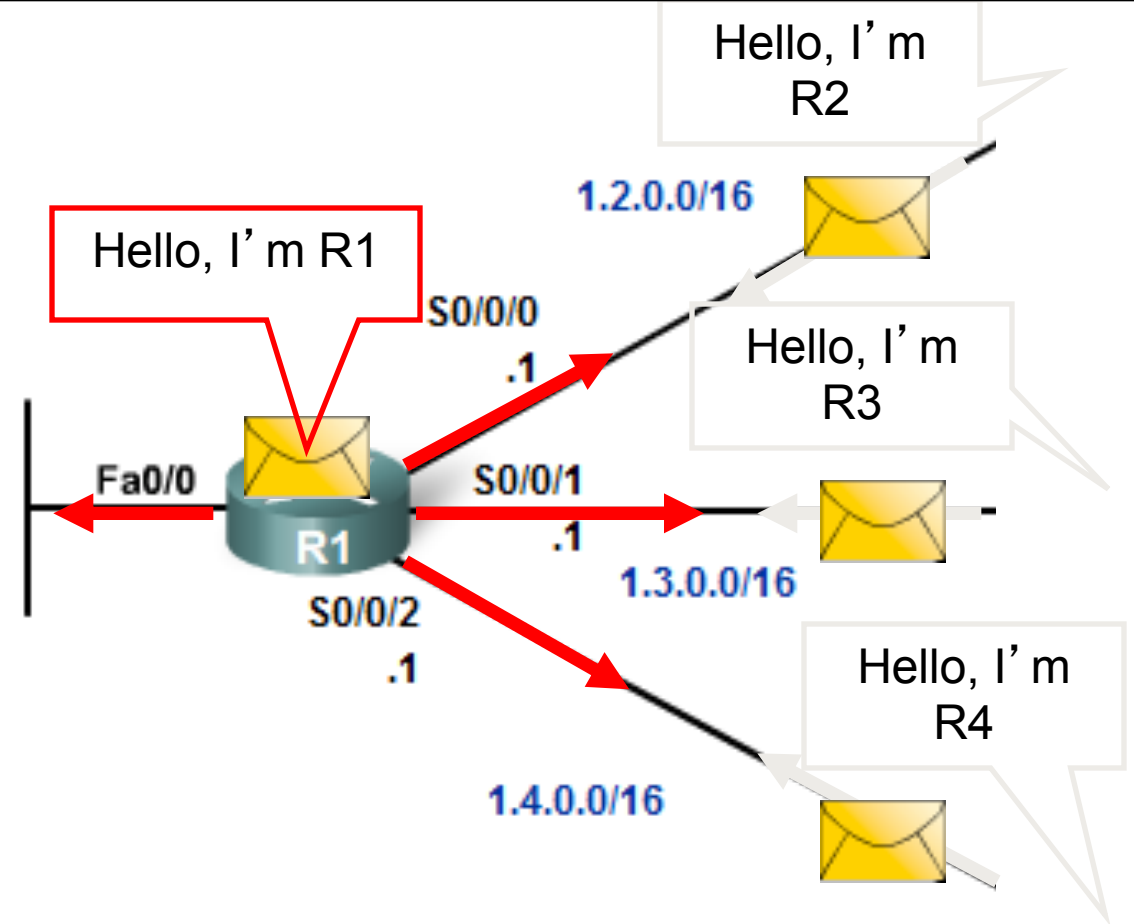 Hello, I’m
R2
1.2.0.0/16
Hello, I’m R1
S0/0/0
.1
Hello, I’m
R3
Fa0/0
S0/0/1
.1
R1
1.3.0.0/16
S0/0/2
.1
Hello, I’m
R4
1.4.0.0/16